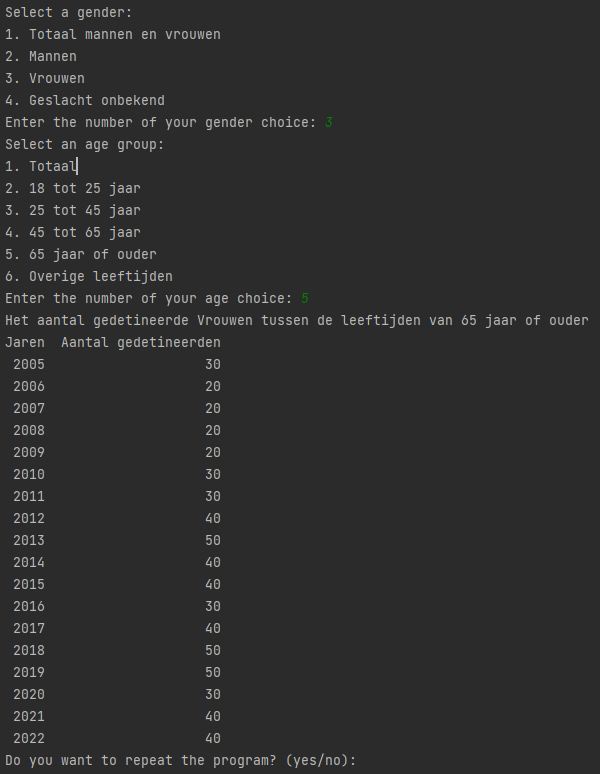 Select a gender:
1. Totaal mannen en vrouwen
2. Mannen
3. Vrouwen
4. Geslacht onbekend
Enter the number of your gender choice: 3
Select an age group:
1. Totaal
2. 18 tot 25 jaar
3. 25 tot 45 jaar
4. 45 tot 65 jaar
5. 65 jaar of ouder
6. Overige leeftijden
Enter the number of your age choice: 5
Het aantal gedetineerde Vrouwen tussen de leeftijden van 65 jaar of ouder
Jaren  Aantal gedetineerden
2005 30
2006 20
2007 20
2008 20
2009 20
2010 30
2011 30
2012 40
2013 50
2014 40
2015 40
2016 30
2017 40
2018 50
2019 50
2020 30
2021 40
2022 40
Do you want to repeat the program? (yes/no):